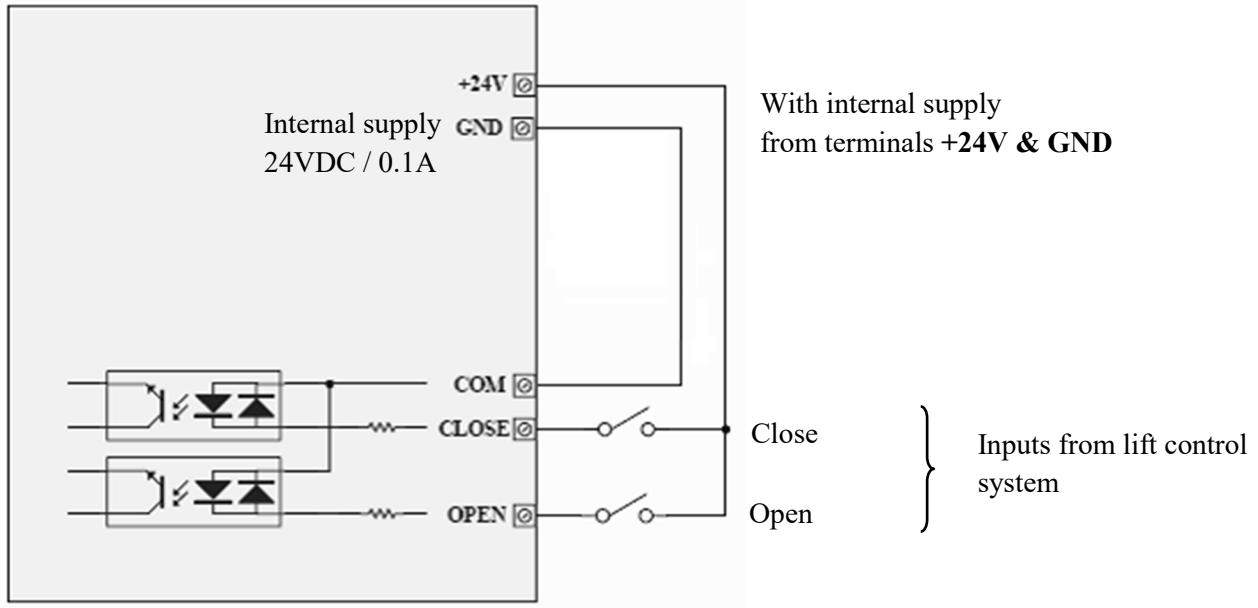 +24V
Internal supply
24VDC / 0.1A
GND
With internal supply
from terminals +24V & GND
COM
CLOSE
Close
OPEN
Open
Inputs from lift control
system